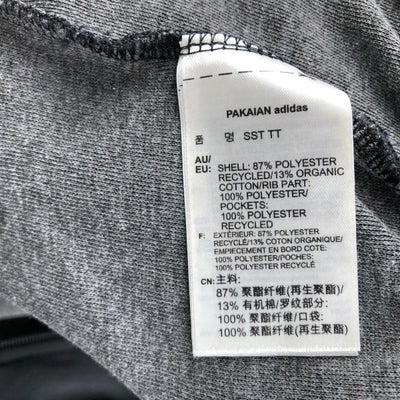 PAKAIAN adidas
품 명 SST TT
AU/
EU: SHELL: 87% POLYESTER
RECYCLED/13% ORGANIC
COTTON/RIB PART:
100% POLYESTER/
POCKETS:
100% POLYESTER
RECYCLED
F: EXTÉRIEUR: 87% POLYESTER
RECYCLÉ/13% COTON ORGANIQUE/
EMPIECEMENT EN BORD COTE:
100% POLYESTER/POCHES:
100% POLYESTER RECYCLÉ
CN: 主料:
87% 聚酯纤维(再生聚酯)/
13% 有机棉/罗纹部分:
100% 聚酯纤维/口袋:
100% 聚酯纤维(再生聚酯)